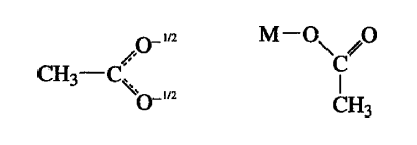 O-1/2
CH3-C
O-1/2
M-O O
C
CH3